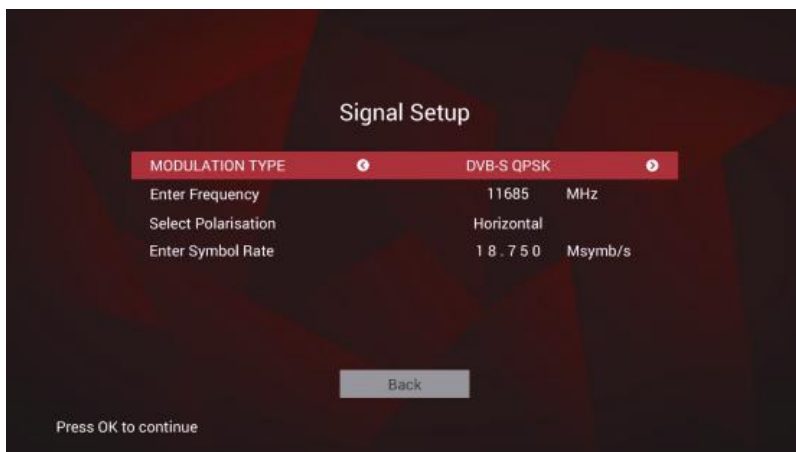 Signal Setup
MODULATION TYPE DVB-S QPSK
Enter Frequency 11685 MHz
Select Polarisation Horizontal
Enter Symbol Rate 18.750 Msymb/s
Back
Press OK to continue